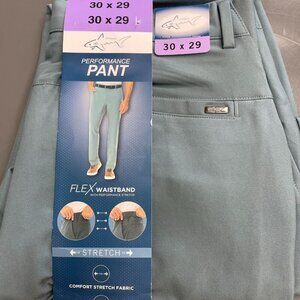 30 x 29
30 x 29
30 x 29
PERFORMANCE
PANT
FLEX WAISTBAND
WITH PERFORMANCE STRETCH
STRETCH
COMFORT STRETCH FABRIC